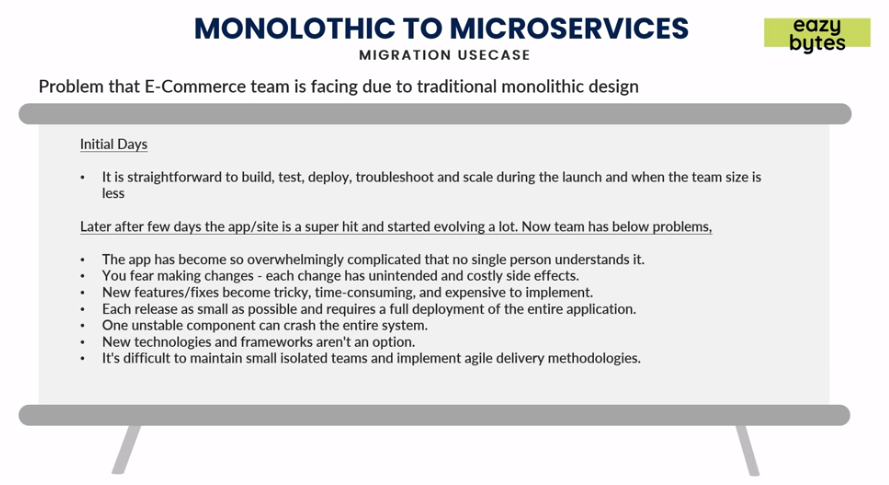 MONOLOTHIC TO MICROSERVICES
eazy
bytes
MIGRATION USECASE
Problem that E-Commerce team is facing due to traditional monolithic design
Initial Days
• It is straightforward to build, test, deploy, troubleshoot and scale during the launch and when the team size is
less
Later after few days the app/site is a super hit and started evolving a lot. Now team has below problems,
• The app has become so overwhelmingly complicated that no single person understands it.
• You fear making changes - each change has unintended and costly side effects.
• New features/fixes become tricky, time-consuming, and expensive to implement.
• Each release as small as possible and requires a full deployment of the entire application.
• One unstable component can crash the entire system.
• New technologies and frameworks aren't an option.
• It's difficult to maintain small isolated teams and implement agile delivery methodologies.